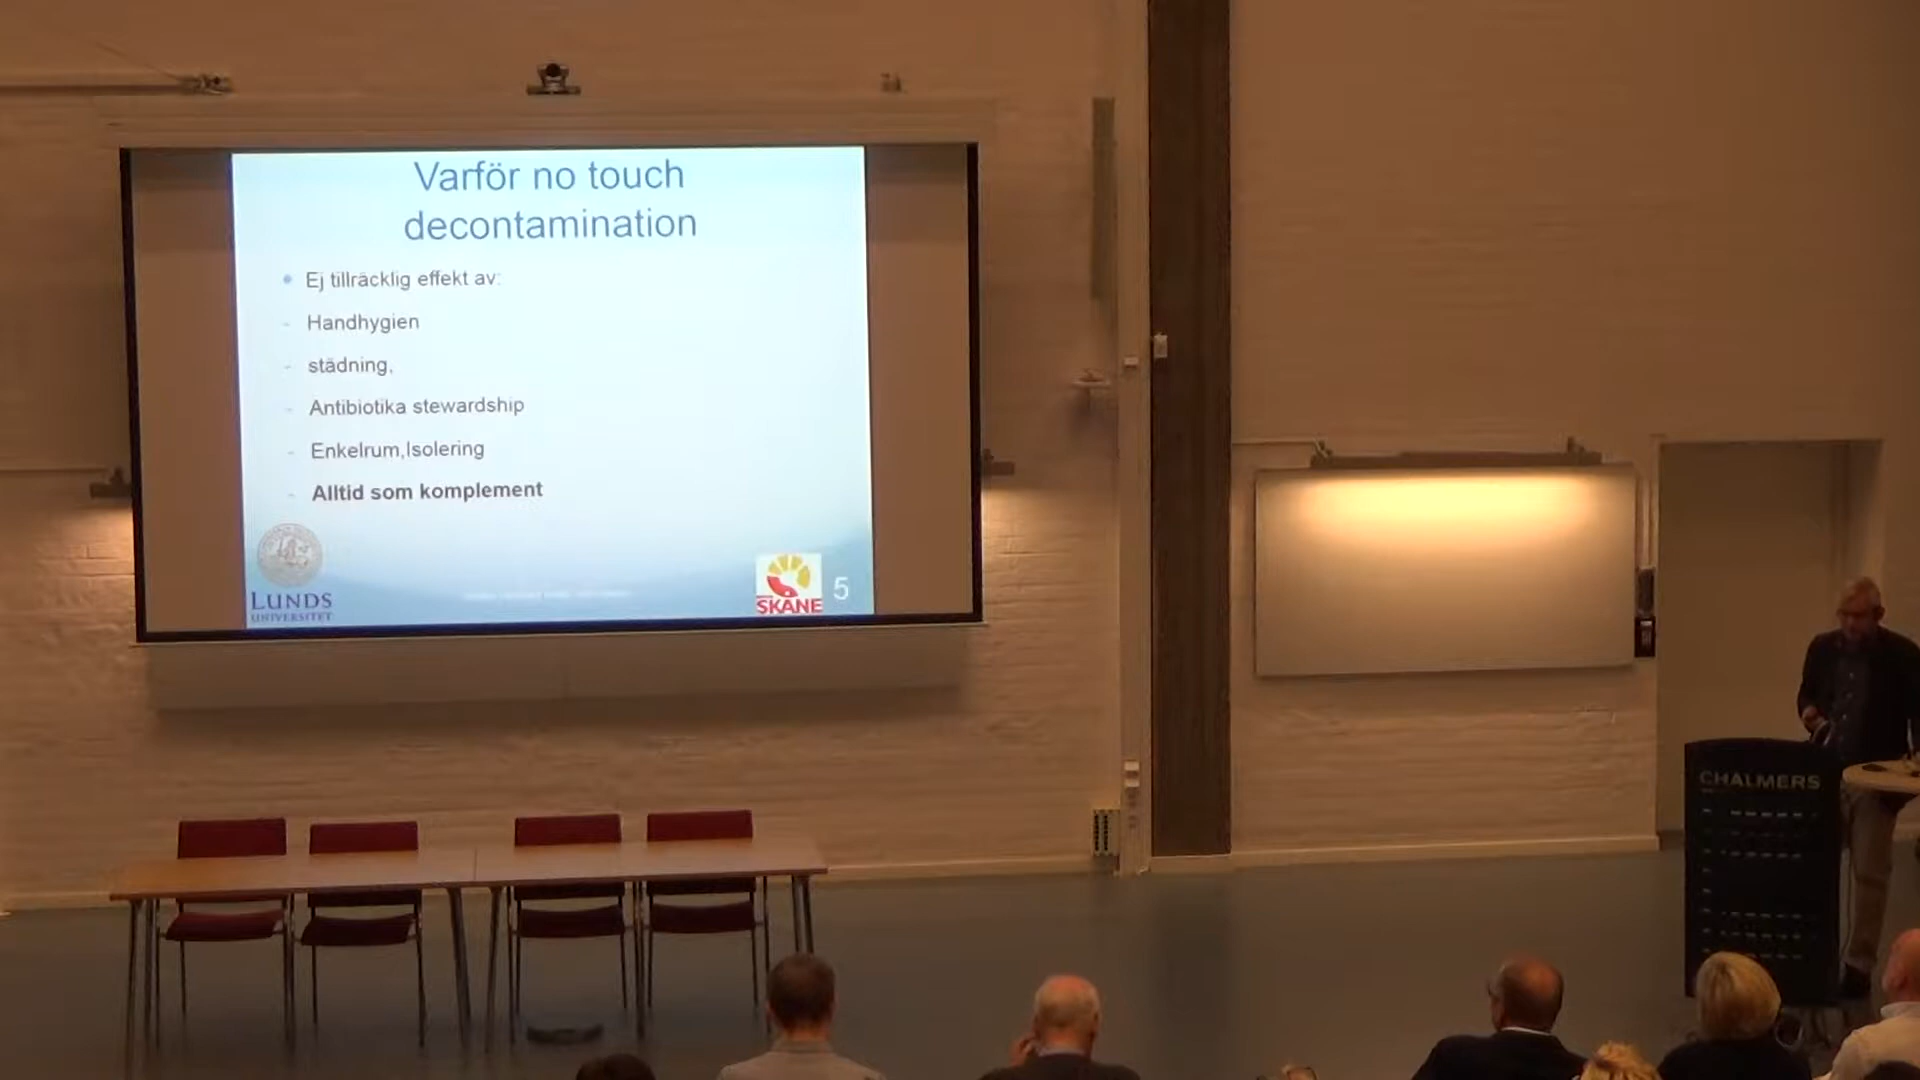 Varför no touch
decontamination
Ej tillräcklig effekt av:
- Handhygien
- städning,
- Antibiotika stewardship
- Enkelrum,Isolering
- Alltid som komplement
LUNDS
UNIVERSITET
SKÅNE
5
CHALMERS